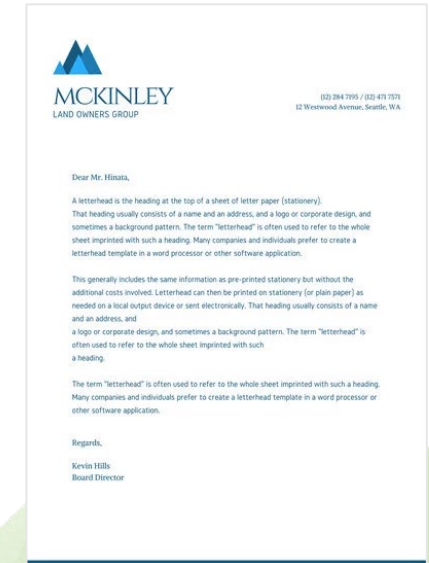 MCKINLEY
LAND OWNERS GROUP
(12) 284 7195 / (12) 471 7571
12 Westwood Avenue, Seattle, WA
Dear Mr. Hinata,
A letterhead is the heading at the top of a sheet of letter paper (stationery).
That heading usually consists of a name and an address, and a logo or corporate design, and
sometimes a background pattern. The term "letterhead" is often used to refer to the whole
sheet imprinted with such a heading. Many companies and individuals prefer to create a
letterhead template in a word processor or other software application.
This generally includes the same information as pre-printed stationery but without the
additional costs involved. Letterhead can then be printed on stationery (or plain paper) as
needed on a local output device or sent electronically. That heading usually consists of a name
and an address, and
a logo or corporate design, and sometimes a background pattern. The term "letterhead" is
often used to refer to the whole sheet imprinted with such
a heading.
The term "letterhead" is often used to refer to the whole sheet imprinted with such a heading.
Many companies and individuals prefer to create a letterhead template in a word processor or
other software application.
Regards,
Kevin Hills
Board Director